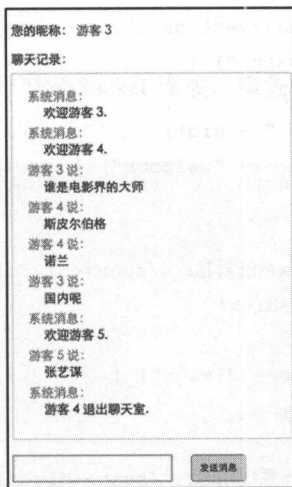 您的昵称: 游客 3
聊天记录:
系统消息:
欢迎游客 3.
系统消息:
欢迎游客 4.
游客 3 说:
谁是电影界的大师
游客 4 说:
斯皮尔伯格
游客 4 说:
诺兰
游客 3 说:
国内呢
系统消息:
欢迎游客 5.
游客 5 说:
张艺谋
系统消息:
游客 4 退出聊天室.
发送消息